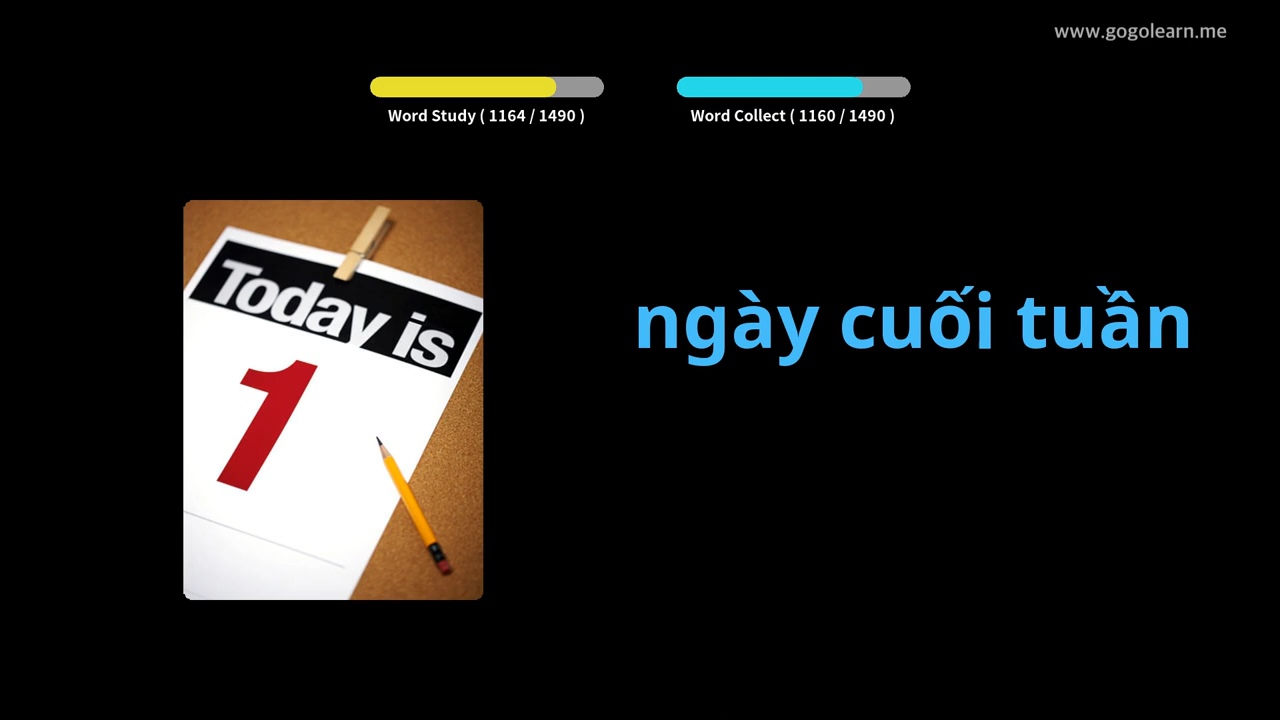 www.gogolearn.me
Word Study ( 1164 / 1490 )
Word Collect ( 1160 / 1490 )
Today is
1
ngày cuối tuần